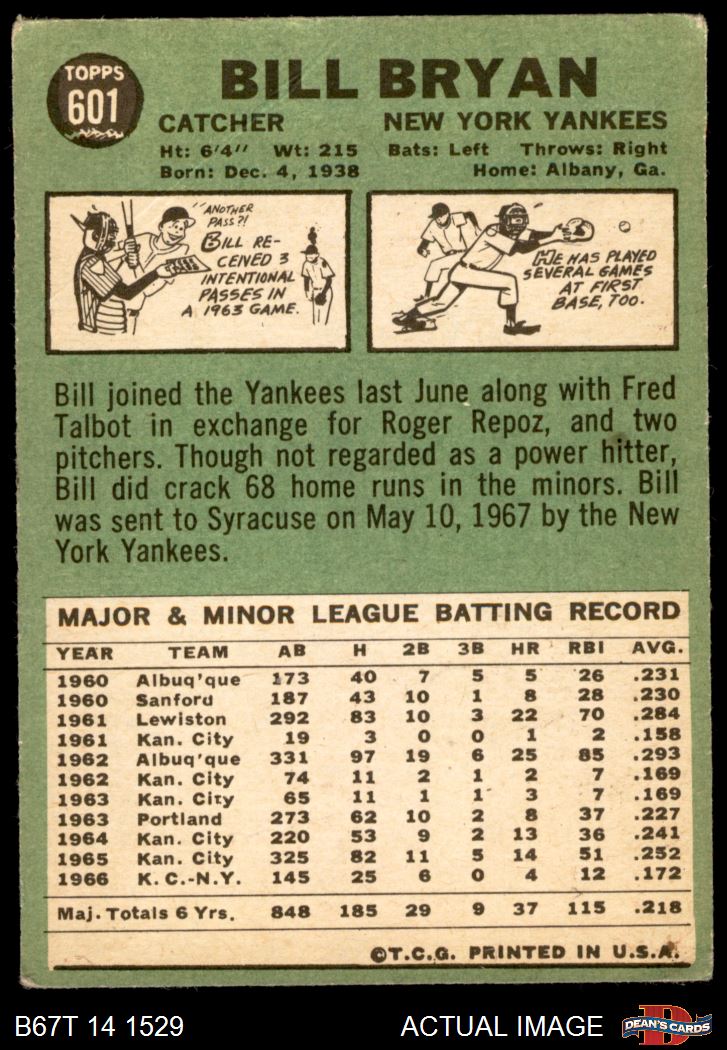 TOPPS
601
BILL BRYAN
CATCHER NEW YORK YANKEES
Ht: 6'4" Wt: 215 Bats: Left Throws: Right
Born: Dec. 4, 1938 Home: Albany, Ga.
"ANOTHER
PASS?!
BILL RE-
CEIVED 3
INTENTIONAL
PASSES IN
A 1963 GAME.
HE HAS PLAYED
SEVERAL GAMES
AT FIRST
BASE, TOO.
Bill joined the Yankees last June along with Fred
Talbot in exchange for Roger Repoz, and two
pitchers. Though not regarded as a power hitter,
Bill did crack 68 home runs in the minors. Bill
was sent to Syracuse on May 10, 1967 by the New
York Yankees.
MAJOR & MINOR LEAGUE BATTING RECORD
YEAR TEAM AB H 2B 3B HR RBI AVG.
1960 Albuq'que 173 40 7 5 5 26 .231
1960 Sanford 187 43 10 1 8 28 .230
1961 Lewiston 292 83 10 3 22 70 .284
1961 Kan. City 19 3 0 0 1 2 .158
1962 Albuq'que 331 97 19 6 25 85 .293
1962 Kan. City 74 11 2 1 2 7 .169
1963 Kan. City 65 11 1 1 3 7 .169
1963 Portland 273 62 10 2 8 37 .227
1964 Kan. City 220 53 9 2 13 36 .241
1965 Kan. City 325 82 11 5 14 51 .252
1966 K. C.-N.Y. 145 25 6 0 4 12 .172
Maj. Totals 6 Yrs. 848 185 29 9 37 115 .218
©T.C.G. PRINTED IN U.S.A.
B67T 14 1529 ACTUAL IMAGE
D
DEAN'S CARDS